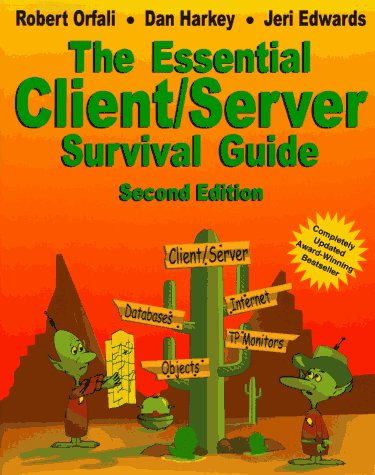 Robert Orfali • Dan Harkey • Jeri Edwards
The Essential
Client/Server
Survival Guide
Second Edition
Completely
Updated
Award-Winning
Bestseller
Client/Server
Databases
Internet
TP Monitors
Objects